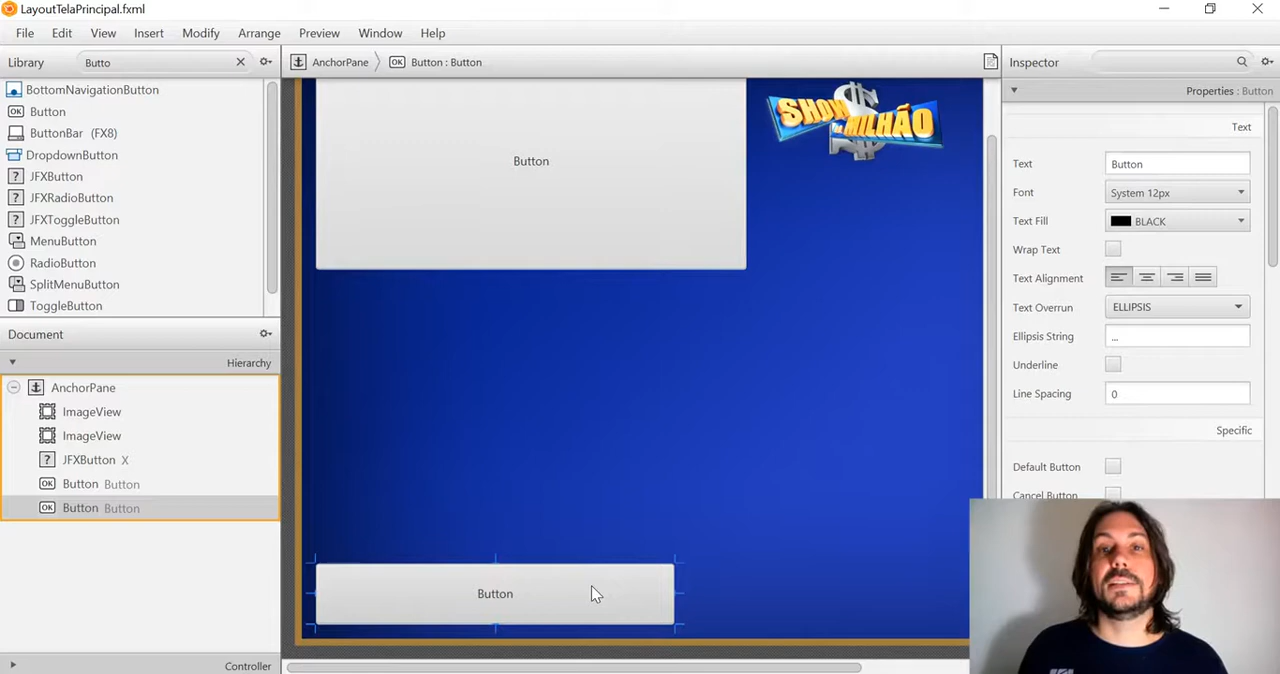 LayoutTelaPrincipal.fxml
File Edit View Insert Modify Arrange Preview Window Help
Library Butto
BottomNavigationButton
Button
ButtonBar (FX8)
DropdownButton
JFXButton
JFXRadioButton
JFXToggleButton
MenuButton
RadioButton
SplitMenuButton
ToggleButton
Document
Hierarchy
AnchorPane
ImageView
ImageView
JFXButton X
Button Button
Button Button
Controller
AnchorPane Button : Button
Button
SHOW DO MILHÃO
Button
Inspector
Properties : Button
Text
Text Button
Font System 12px
Text Fill BLACK
Wrap Text
Text Alignment
Text Overrun ELLIPSIS
Ellipsis String ...
Underline
Line Spacing 0
Specific
Default Button
Cancel Button